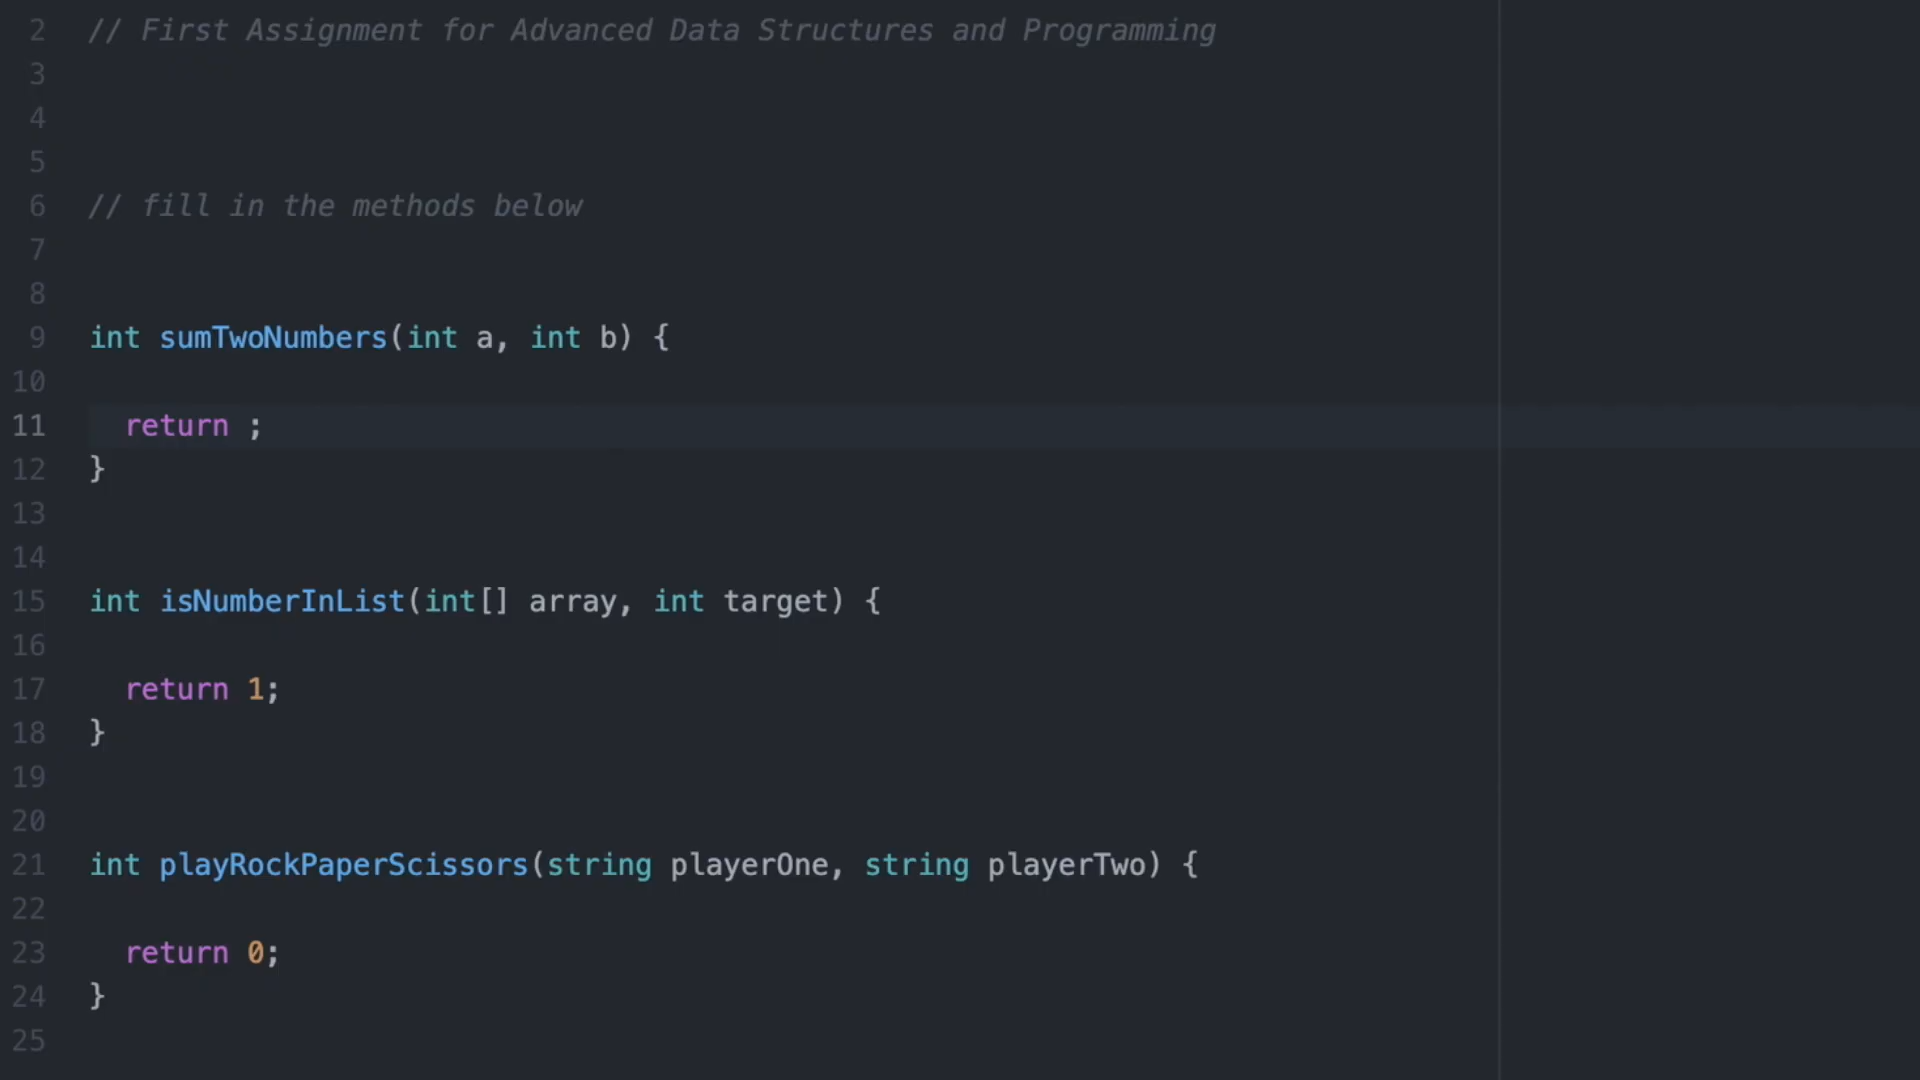 2 // First Assignment for Advanced Data Structures and Programming
3
4
5
6 // fill in the methods below
7
8
9 int sumTwoNumbers(int a, int b) {
10
11   return ;
12 }
13
14
15 int isNumberInList(int[] array, int target) {
16
17   return 1;
18 }
19
20
21 int playRockPaperScissors(string playerOne, string playerTwo) {
22
23   return 0;
24 }
25